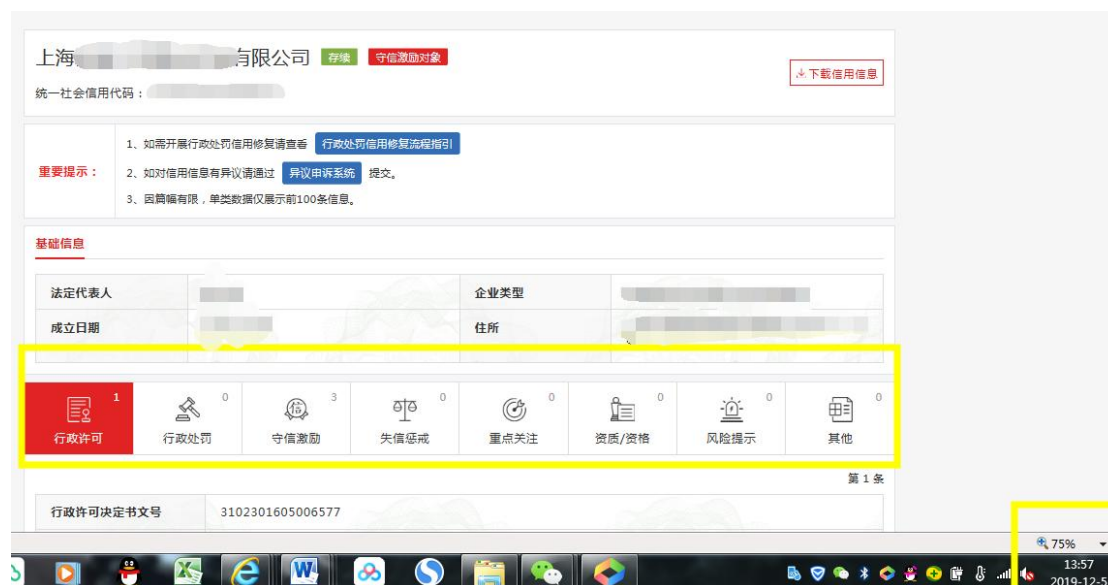 上海 有限公司 存续 守信激励对象
下载信用信息
统一社会信用代码：
重要提示：
1、如需开展行政处罚信用修复请查看 行政处罚信用修复流程指引
2、如对信用信息有异议请通过 异议申诉系统 提交。
3、因篇幅有限，单类数据仅展示前100条信息。
基础信息
法定代表人 企业类型
成立日期 住所
1 0 3 0 0 0 0 0
行政许可 行政处罚 守信激励 失信惩戒 重点关注 资质/资格 风险提示 其他
第 1 条
行政许可决定书文号 3102301605006577
75%
13:57